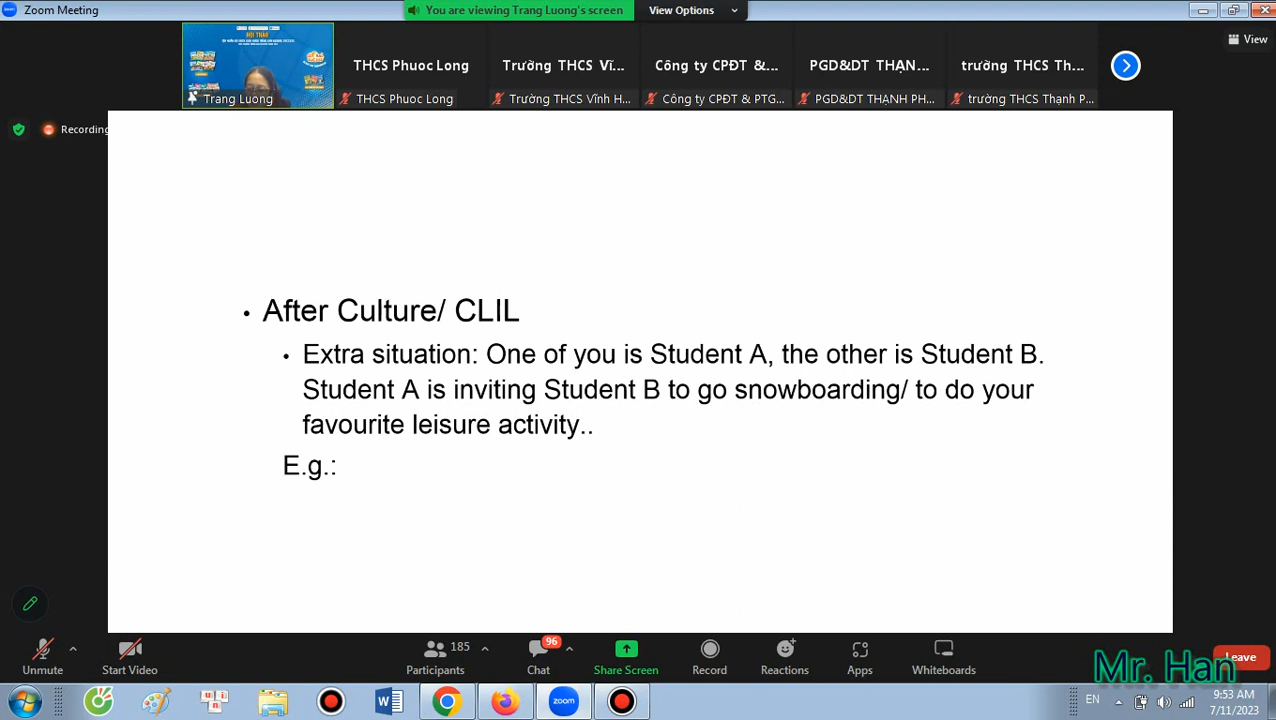 Zoom Meeting
You are viewing Trang Luong's screen
View Options
View
HỘI THẢO
THCS Phuoc Long
Trường THCS Vĩ...
Công ty CPĐT &...
PGD&DT THẠN...
trường THCS Th...
Trang Luong
THCS Phuoc Long
Trường THCS Vĩnh H...
Công ty CPĐT & PTG...
PGD&DT THẠNH PH...
trường THCS Thạnh P...
Recording
• After Culture/ CLIL
• Extra situation: One of you is Student A, the other is Student B.
Student A is inviting Student B to go snowboarding/ to do your
favourite leisure activity..
E.g.:
185
96
Unmute
Start Video
Participants
Chat
Share Screen
Record
Reactions
Apps
Whiteboards
Leave
Mr. Han
EN
9:53 AM
7/11/2023